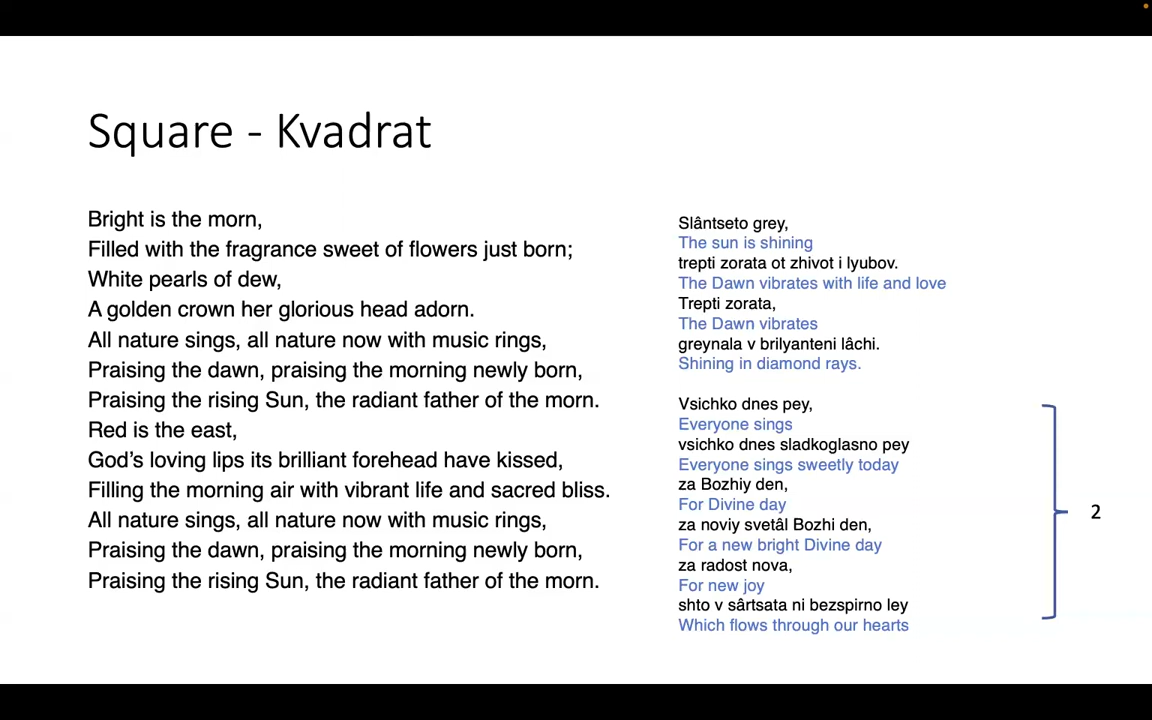 Square - Kvadrat
Bright is the morn,
Filled with the fragrance sweet of flowers just born;
White pearls of dew,
A golden crown her glorious head adorn.
All nature sings, all nature now with music rings,
Praising the dawn, praising the morning newly born,
Praising the rising Sun, the radiant father of the morn.
Red is the east,
God’s loving lips its brilliant forehead have kissed,
Filling the morning air with vibrant life and sacred bliss.
All nature sings, all nature now with music rings,
Praising the dawn, praising the morning newly born,
Praising the rising Sun, the radiant father of the morn.
Slântseto grey,
The sun is shining
trepti zorata ot zhivot i lyubov.
The Dawn vibrates with life and love
Trepti zorata,
The Dawn vibrates
greynala v brilyanteni lâchi.
Shining in diamond rays.
Vsichko dnes pey,
Everyone sings
vsichko dnes sladkoglasno pey
Everyone sings sweetly today
za Bozhiy den,
For Divine day
za noviy svetâl Bozhi den,
For a new bright Divine day
za radost nova,
For new joy
shto v sârtsata ni bezspirno ley
Which flows through our hearts
2